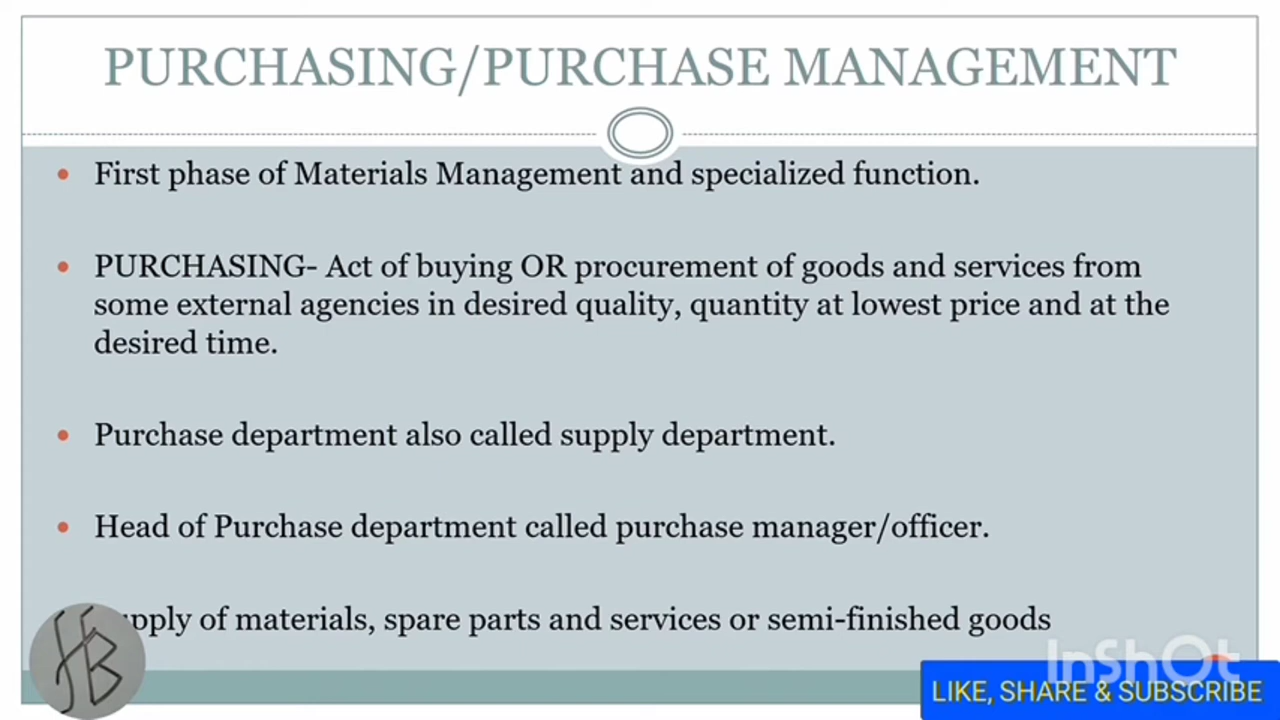 PURCHASING/PURCHASE MANAGEMENT
• First phase of Materials Management and specialized function.
• PURCHASING- Act of buying OR procurement of goods and services from
some external agencies in desired quality, quantity at lowest price and at the
desired time.
• Purchase department also called supply department.
• Head of Purchase department called purchase manager/officer.
of materials, spare parts and services or semi-finished goods
InShOt
LIKE, SHARE & SUBSCRIBE